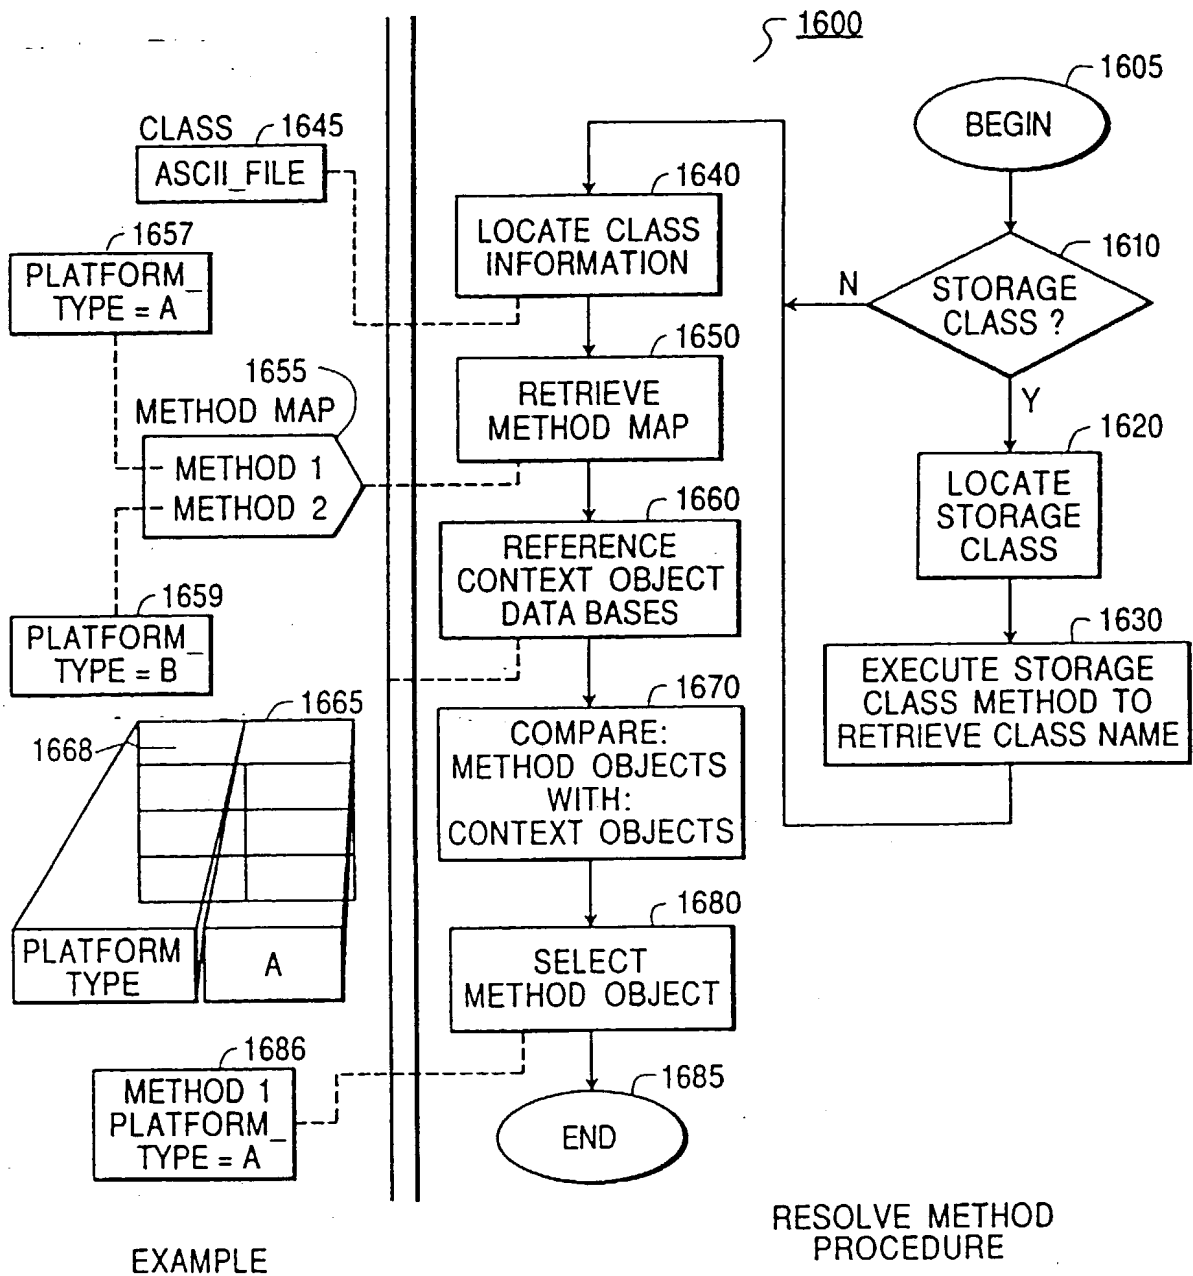 1600
1605
BEGIN
CLASS 1645
ASCII_FILE
1640
LOCATE CLASS
INFORMATION
1657
PLATFORM_
TYPE = A
1610
STORAGE
CLASS ?
N
Y
1650
RETRIEVE
METHOD MAP
1655
METHOD MAP
METHOD 1
METHOD 2
1620
LOCATE
STORAGE
CLASS
1660
REFERENCE
CONTEXT OBJECT
DATA BASES
1659
PLATFORM_
TYPE = B
1630
EXECUTE STORAGE
CLASS METHOD TO
RETRIEVE CLASS NAME
1665
1668
PLATFORM
TYPE
A
1670
COMPARE:
METHOD OBJECTS
WITH:
CONTEXT OBJECTS
1680
SELECT
METHOD OBJECT
1686
METHOD 1
PLATFORM_
TYPE = A
1685
END
EXAMPLE
RESOLVE METHOD
PROCEDURE